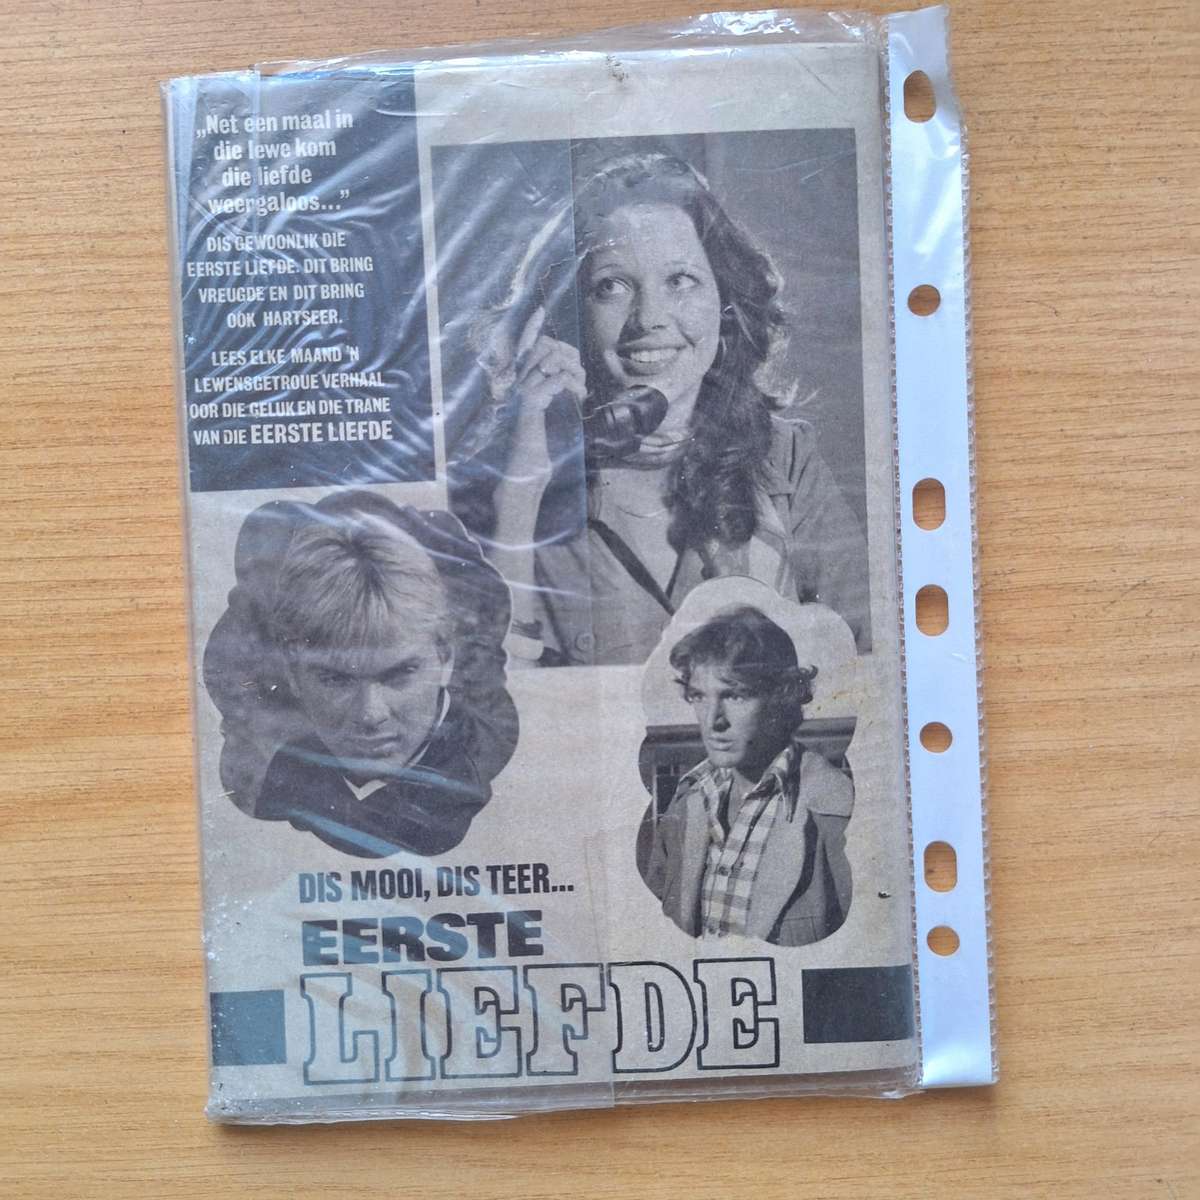 „Net een maal in
die lewe kom
die liefde
weergaloos...”
DIS GEWOONLIK DIE
EERSTE LIEFDE. DIT BRING
VREUGDE EN DIT BRING
OOK HARTSEER.
LEES ELKE MAAND 'N
LEWENSGETROUE VERHAAL
OOR DIE GELUK EN DIE TRANE
VAN DIE EERSTE LIEFDE
DIS MOOI, DIS TEER...
EERSTE
LIEFDE